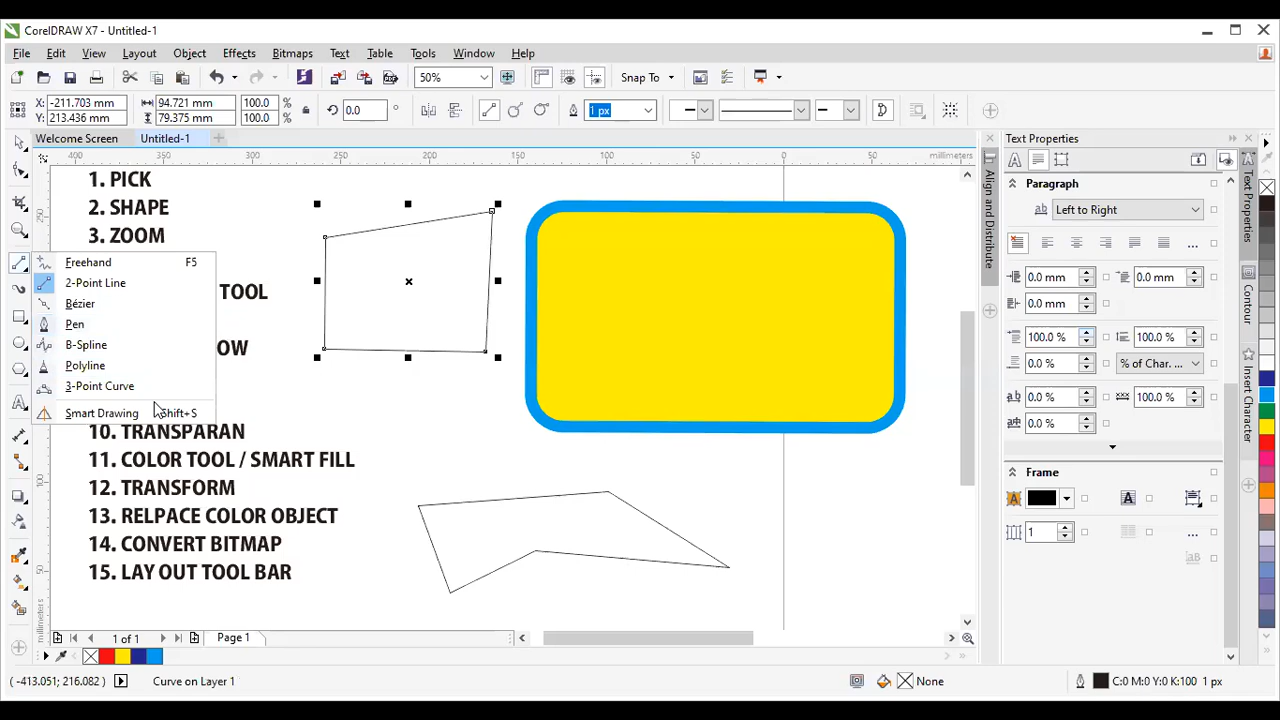 CorelDRAW X7 - Untitled-1
File Edit View Layout Object Effects Bitmaps Text Table Tools Window Help
50% Snap To
X: -211.703 mm 94.721 mm 100.0 % 0.0 ° 1 px
Y: 213.436 mm 79.375 mm 100.0 %
Welcome Screen Untitled-1
400 300 250 200 150 100 50 0 50 millimeters
1. PICK
2. SHAPE
3. ZOOM
TOOL
OW
10. TRANSPARAN
11. COLOR TOOL / SMART FILL
12. TRANSFORM
13. RELPACE COLOR OBJECT
14. CONVERT BITMAP
15. LAY OUT TOOL BAR
Freehand F5
2-Point Line
Bézier
Pen
B-Spline
Polyline
3-Point Curve
Smart Drawing Shift+S
100
50
millimeters
Align and Distribute
Text Properties
Paragraph
Left to Right
0.0 mm 0.0 mm
0.0 mm
100.0 % 100.0 %
0.0 % % of Char. ...
0.0 % 100.0 %
0.0 %
Frame
1
Text Properties
Contour
Insert Character
1 of 1 Page 1
( -413.051; 216.082 ) Curve on Layer 1 None C:0 M:0 Y:0 K:100 1 px